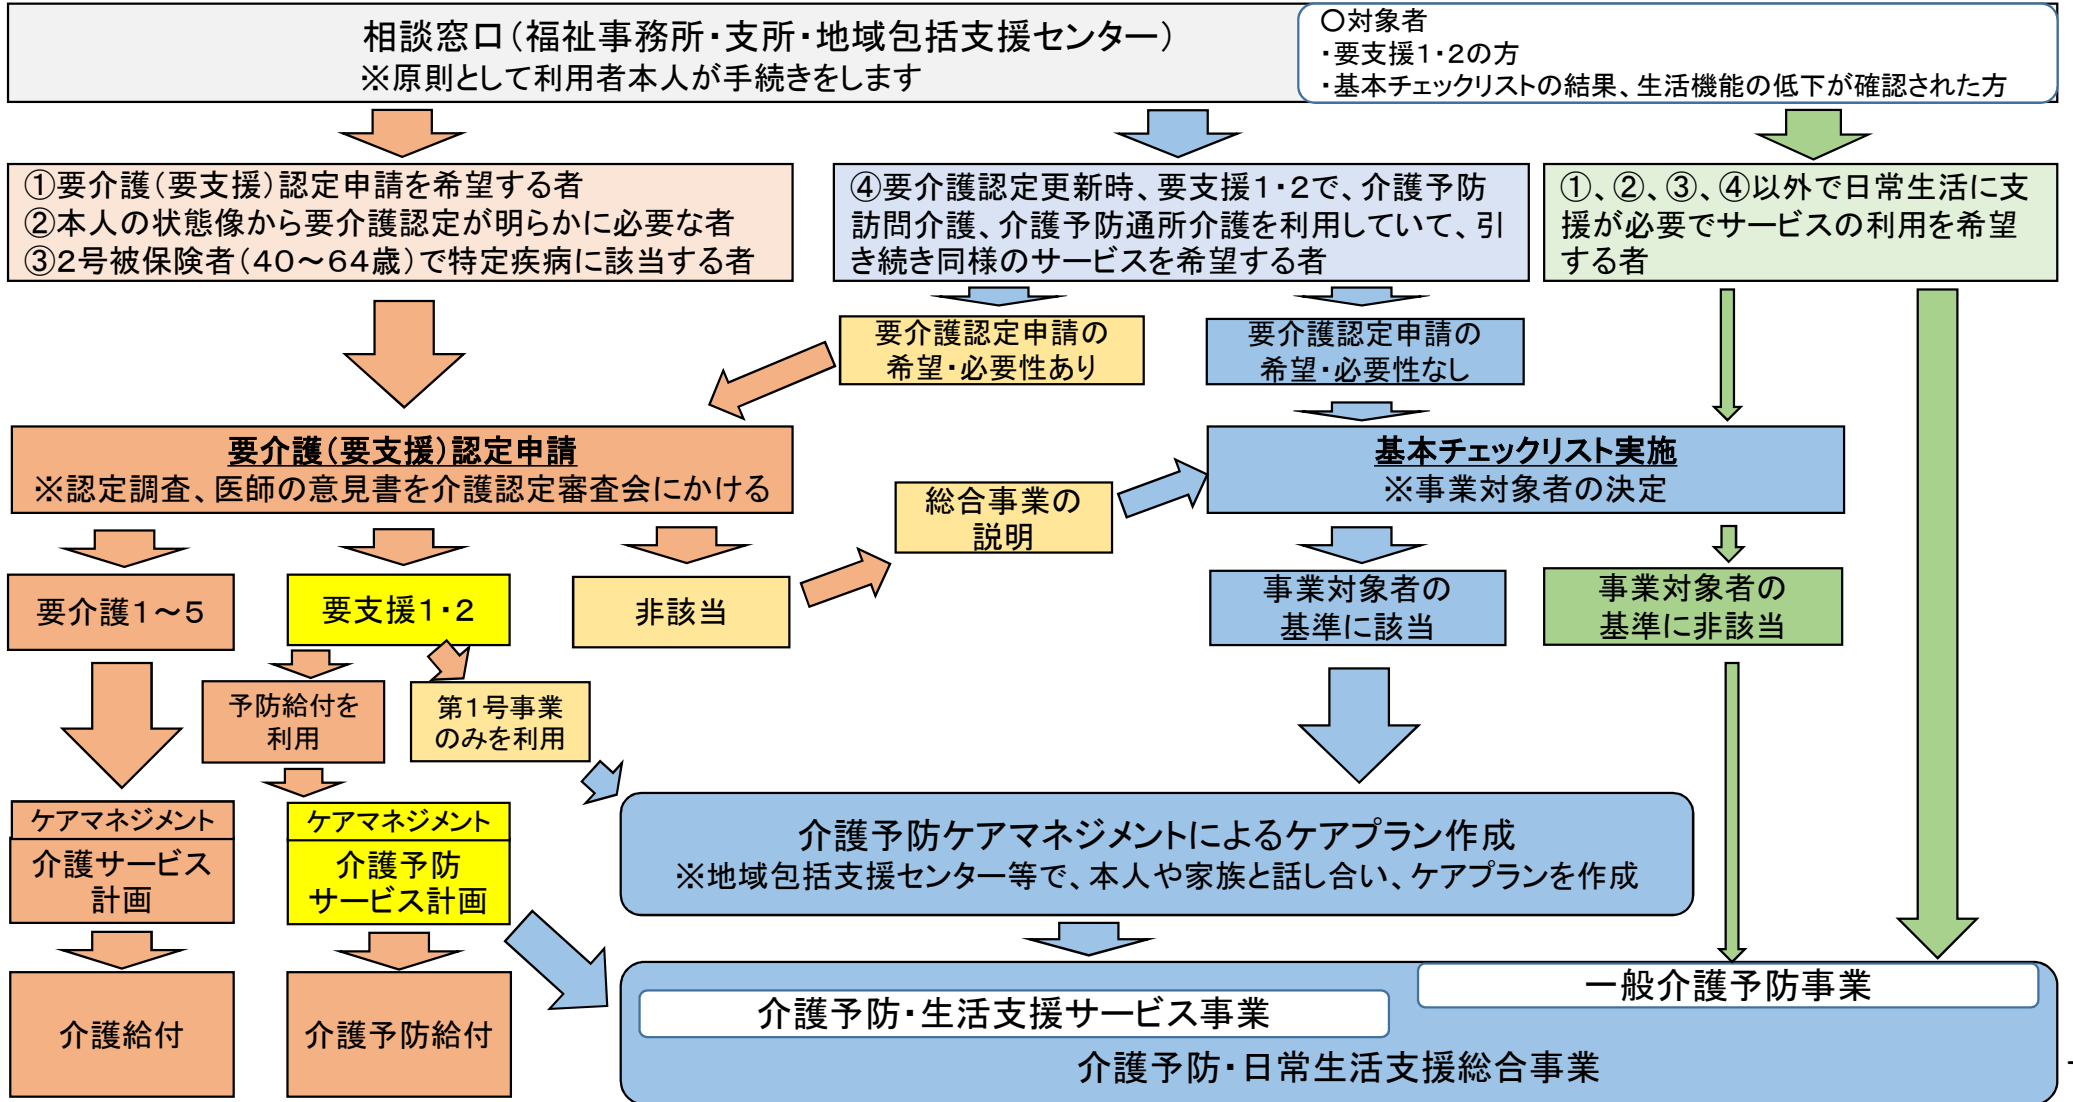 相談窓口（福祉事務所・支所・地域包括支援センター）
※原則として利用者本人が手続きをします
○対象者
・要支援１・２の方
・基本チェックリストの結果、生活機能の低下が確認された方
①要介護（要支援）認定申請を希望する者
②本人の状態像から要介護認定が明らかに必要な者
③２号被保険者（４０～６４歳）で特定疾病に該当する者
④要介護認定更新時、要支援１・２で、介護予防
訪問介護、介護予防通所介護を利用していて、引
き続き同様のサービスを希望する者
①、②、③、④以外で日常生活に支
援が必要でサービスの利用を希望
する者
要介護認定申請の
希望・必要性あり
要介護認定申請の
希望・必要性なし
要介護（要支援）認定申請
※認定調査、医師の意見書を介護認定審査会にかける
総合事業の
説明
基本チェックリスト実施
※事業対象者の決定
要介護１～５
要支援１・２
非該当
事業対象者の
基準に該当
事業対象者の
基準に非該当
予防給付を
利用
第１号事業
のみを利用
ケアマネジメント
介護サービス
計画
ケアマネジメント
介護予防
サービス計画
介護予防ケアマネジメントによるケアプラン作成
※地域包括支援センター等で、本人や家族と話し合い、ケアプランを作成
介護給付
介護予防給付
介護予防・生活支援サービス事業
一般介護予防事業
介護予防・日常生活支援総合事業